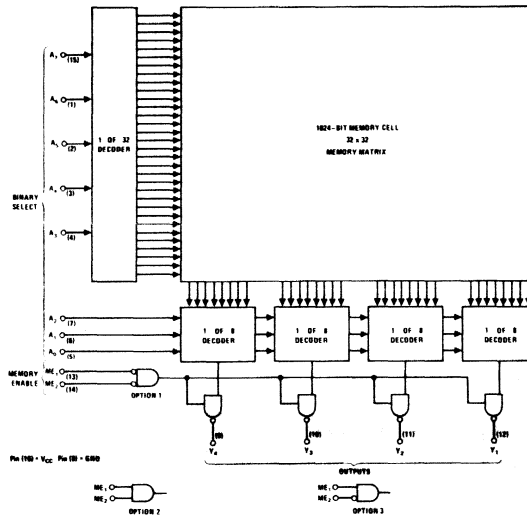 A₇ (15)
A₆ (1)
A₅ (2)
A₄ (3)
A₃ (4)
BINARY SELECT
1 OF 32 DECODER
1024-BIT MEMORY CELL
32 x 32
MEMORY MATRIX
A₂ (7)
A₁ (6)
A₀ (5)
1 OF 8 DECODER
1 OF 8 DECODER
1 OF 8 DECODER
1 OF 8 DECODER
MEMORY ENABLE
ME₁ (13)
ME₂ (14)
OPTION 1
(9) (10) (11) (12)
Y₄ Y₃ Y₂ Y₁
Pin (16) = VCC Pin (8) = GND
OUTPUTS
ME₁
ME₂
OPTION 2
ME₁
ME₂
OPTION 3